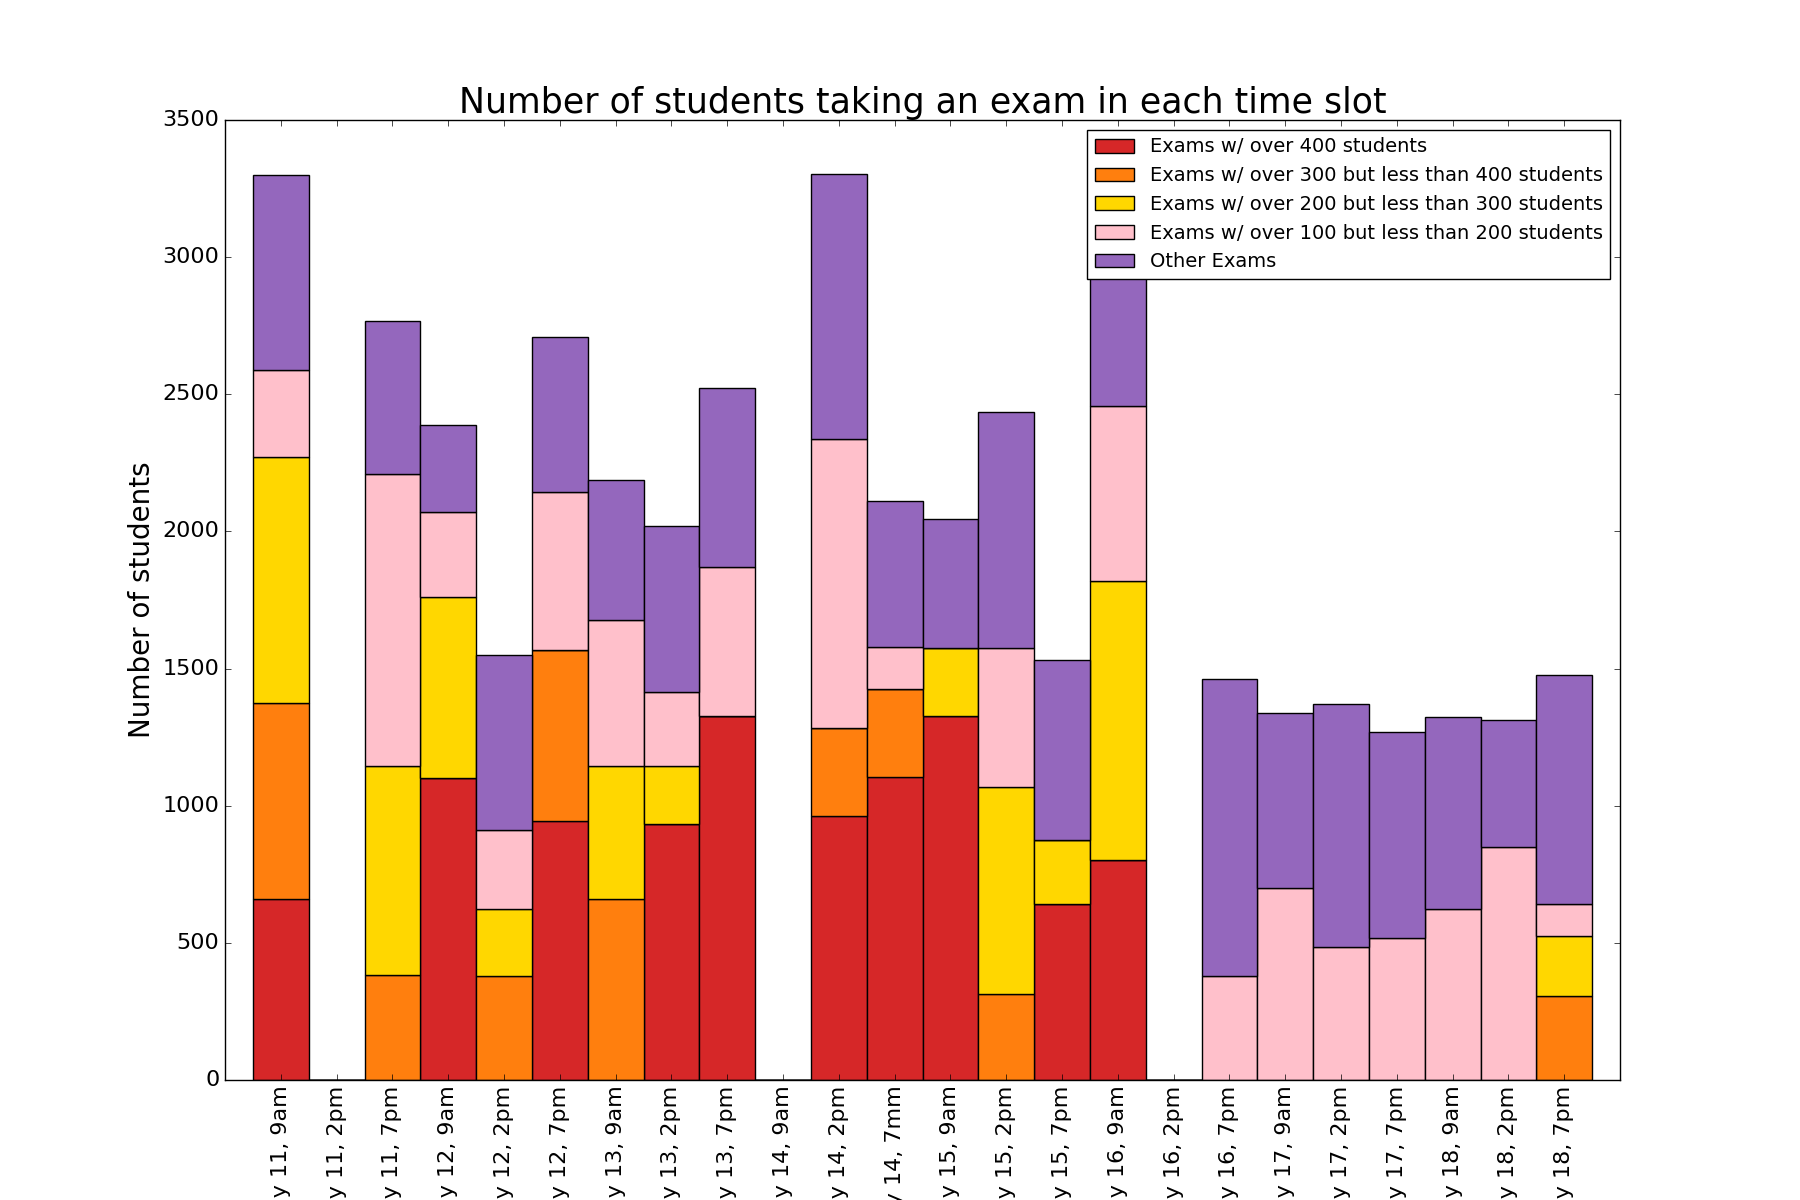 Number of students taking an exam in each time slot
Exams w/ over 400 students
Exams w/ over 300 but less than 400 students
Exams w/ over 200 but less than 300 students
Exams w/ over 100 but less than 200 students
Other Exams
Number of students
3500
3000
2500
2000
1500
1000
500
0
y 11, 9am
y 11, 2pm
y 11, 7pm
y 12, 9am
y 12, 2pm
y 12, 7pm
y 13, 9am
y 13, 2pm
y 13, 7pm
y 14, 9am
y 14, 2pm
y 14, 7mm
y 15, 9am
y 15, 2pm
y 15, 7pm
y 16, 9am
y 16, 2pm
y 16, 7pm
y 17, 9am
y 17, 2pm
y 17, 7pm
y 18, 9am
y 18, 2pm
y 18, 7pm